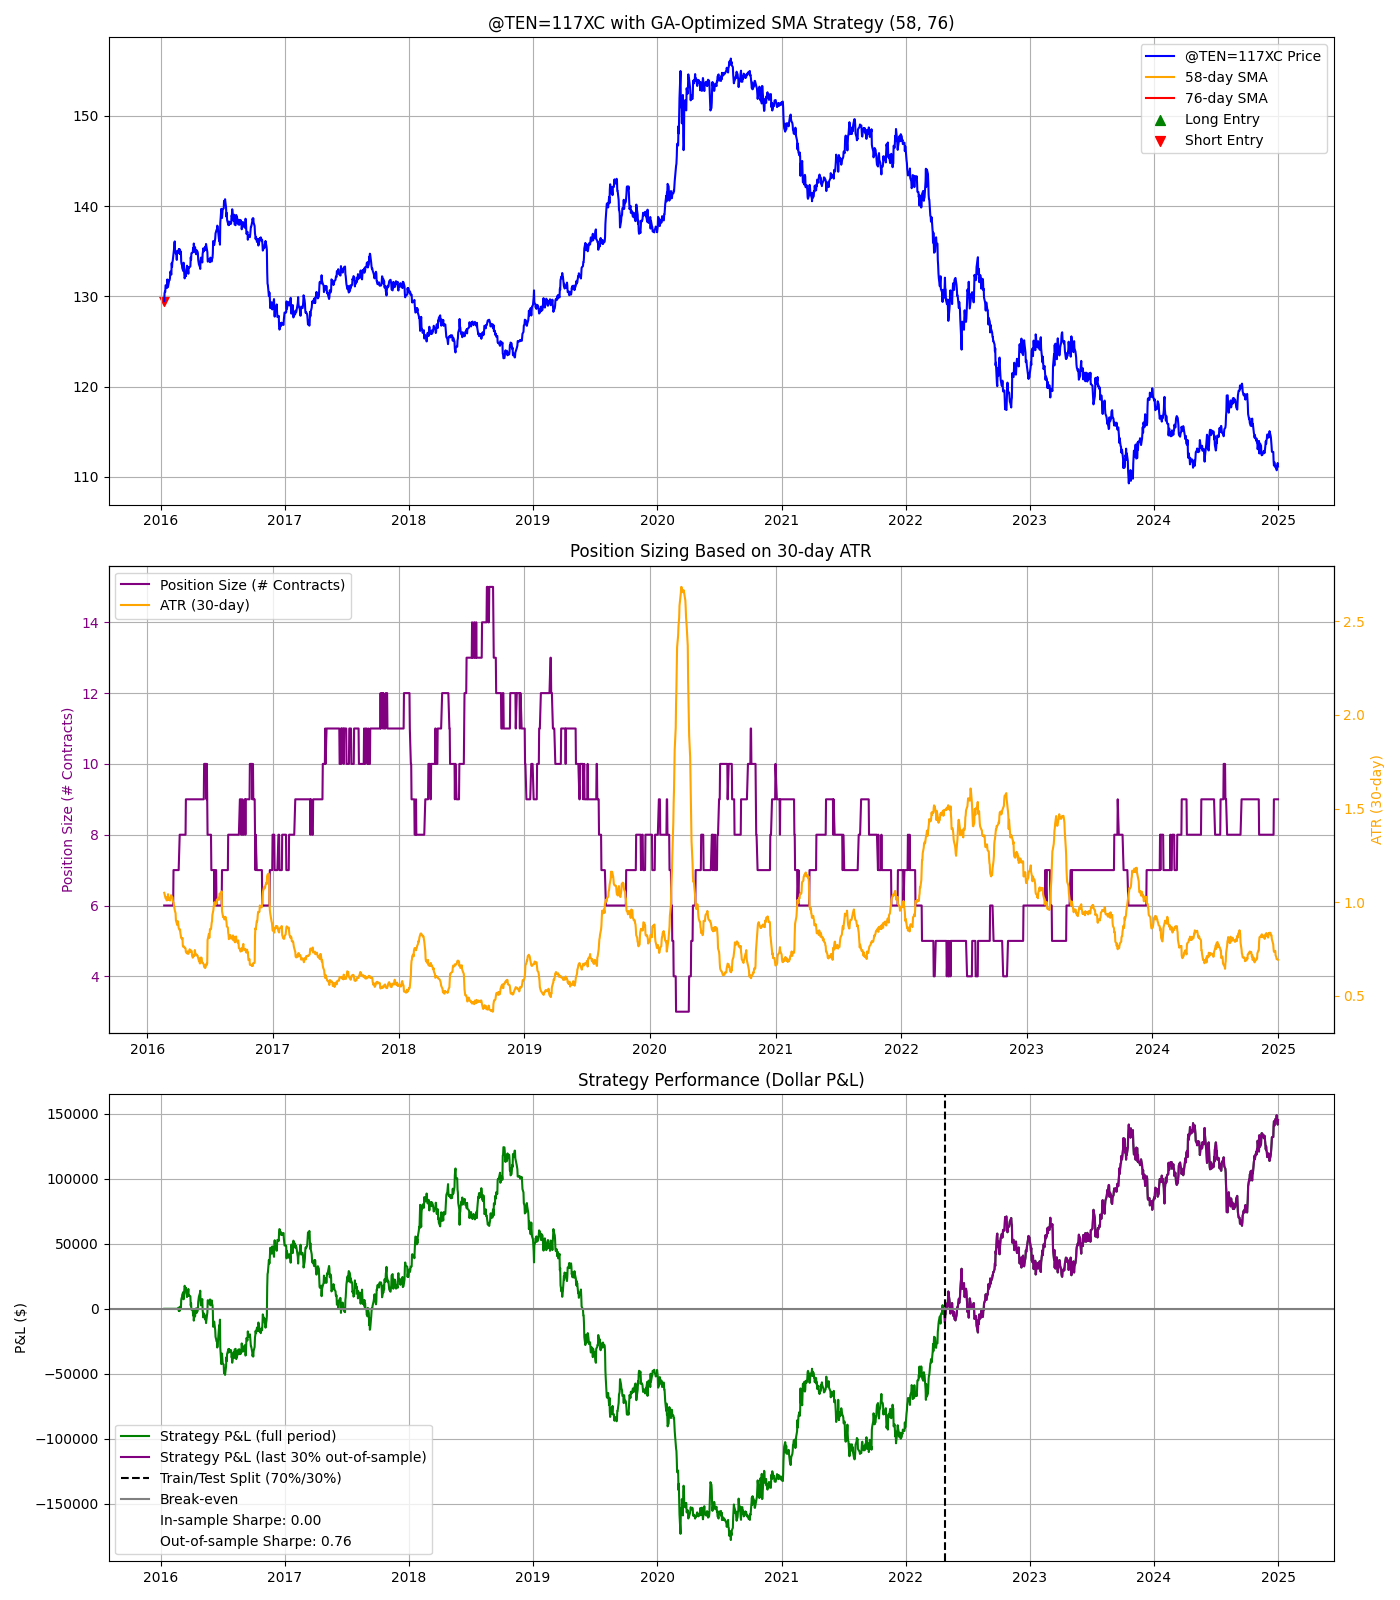 @TEN=117XC with GA-Optimized SMA Strategy (58, 76)
@TEN=117XC Price
58-day SMA
76-day SMA
Long Entry
Short Entry
150
140
130
120
110
2016 2017 2018 2019 2020 2021 2022 2023 2024 2025
Position Sizing Based on 30-day ATR
Position Size (# Contracts)
ATR (30-day)
Position Size (# Contracts)
14
12
10
8
6
4
2.5
2.0
1.5
1.0
0.5
ATR (30-day)
2016 2017 2018 2019 2020 2021 2022 2023 2024 2025
Strategy Performance (Dollar P&L)
P&L ($)
150000
100000
50000
0
−50000
−100000
−150000
Strategy P&L (full period)
Strategy P&L (last 30% out-of-sample)
Train/Test Split (70%/30%)
Break-even
In-sample Sharpe: 0.00
Out-of-sample Sharpe: 0.76
2016 2017 2018 2019 2020 2021 2022 2023 2024 2025